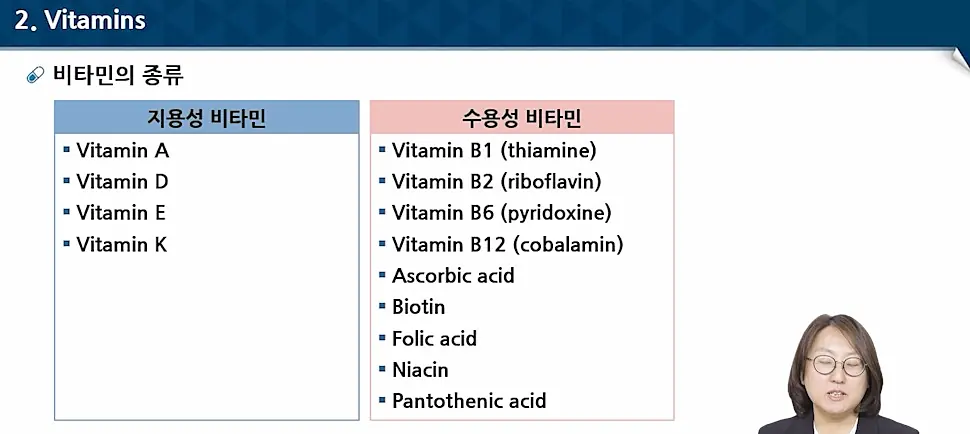 2. Vitamins
비타민의 종류
지용성 비타민
▪ Vitamin A
▪ Vitamin D
▪ Vitamin E
▪ Vitamin K
수용성 비타민
▪ Vitamin B1 (thiamine)
▪ Vitamin B2 (riboflavin)
▪ Vitamin B6 (pyridoxine)
▪ Vitamin B12 (cobalamin)
▪ Ascorbic acid
▪ Biotin
▪ Folic acid
▪ Niacin
▪ Pantothenic acid